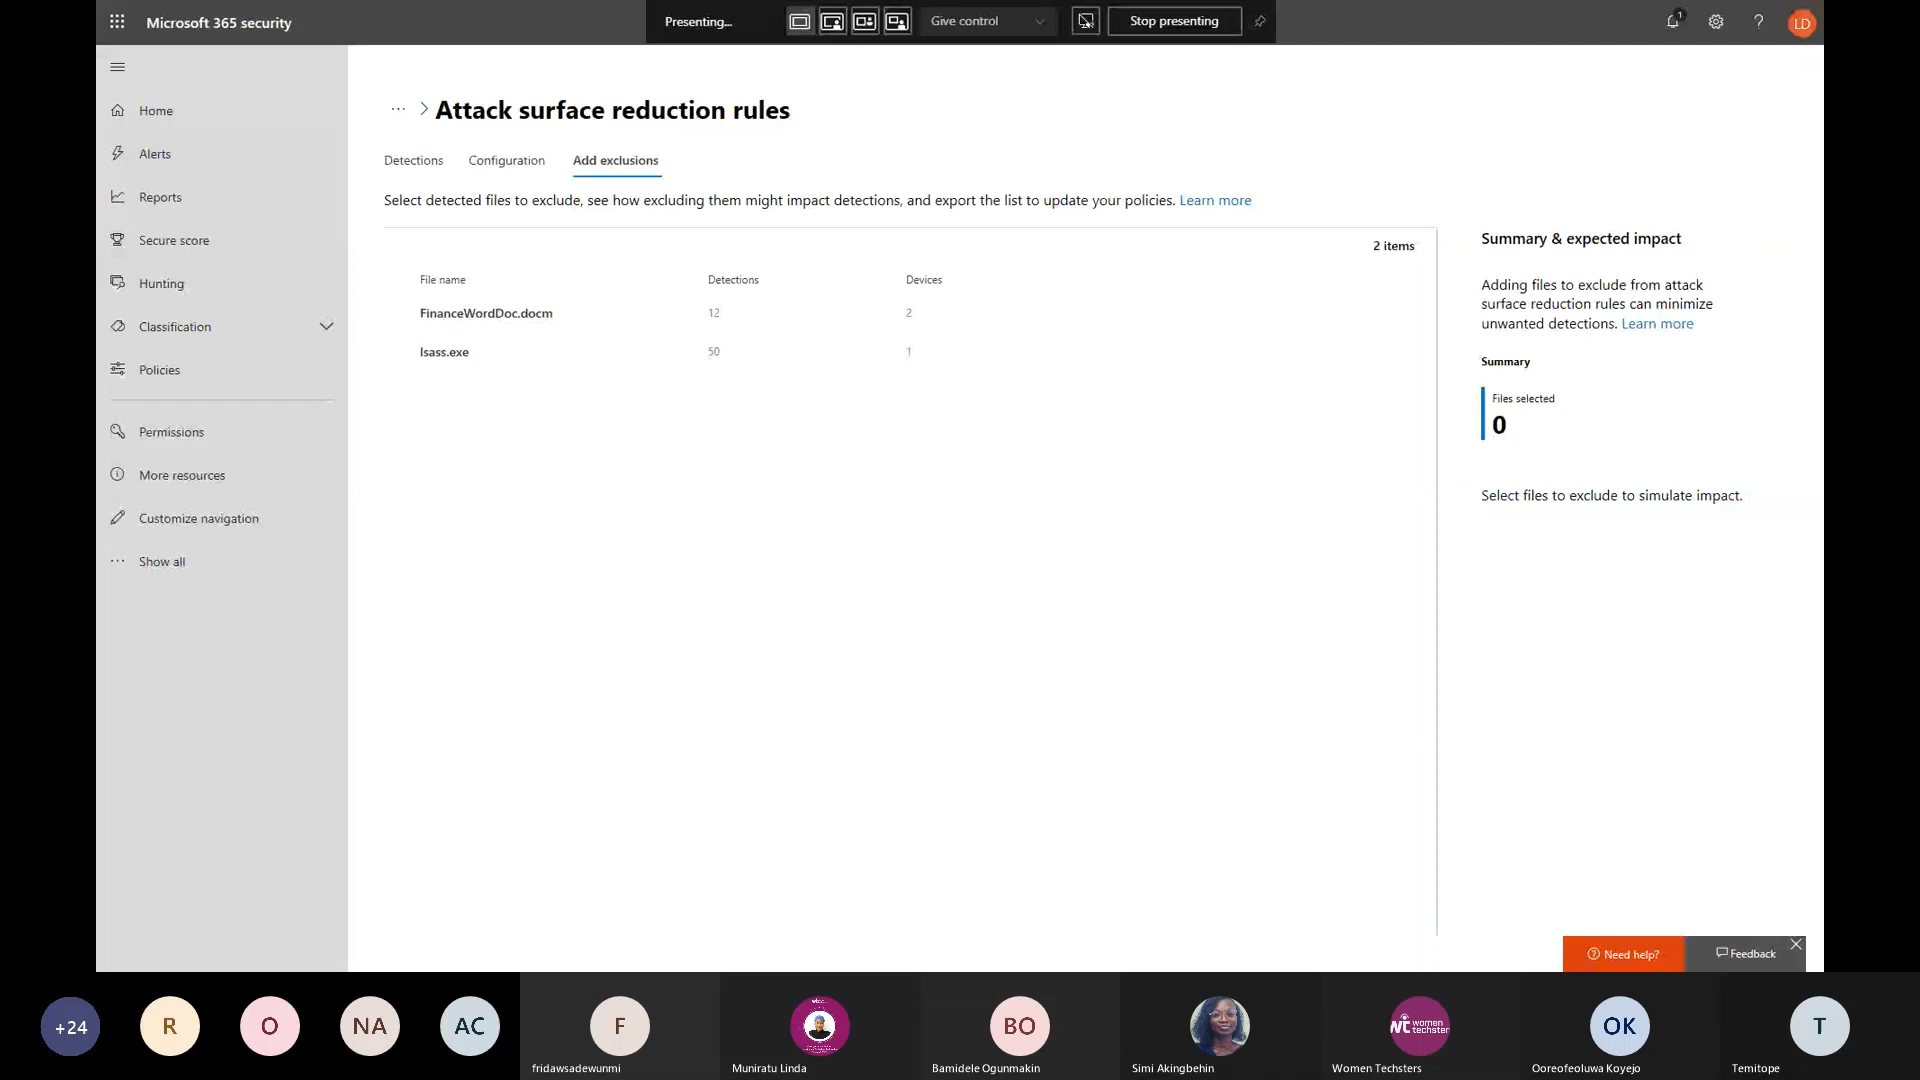 Microsoft 365 security
Presenting...
Give control
Stop presenting
1
LD
Home
Alerts
Reports
Secure score
Hunting
Classification
Policies
Permissions
More resources
Customize navigation
Show all
Attack surface reduction rules
Detections Configuration Add exclusions
Select detected files to exclude, see how excluding them might impact detections, and export the list to update your policies. Learn more
2 items
File name Detections Devices
FinanceWordDoc.docm 12 2
lsass.exe 50 1
Summary & expected impact
Adding files to exclude from attack
surface reduction rules can minimize
unwanted detections. Learn more
Summary
Files selected
0
Select files to exclude to simulate impact.
Need help?
Feedback
+24
R
O
NA
AC
F
fridawsadewunmi
Muniratu Linda
BO
Bamidele Ogunmakin
Simi Akingbehin
women
techster
Women Techsters
OK
Ooreofeoluwa Koyejo
T
Temitope